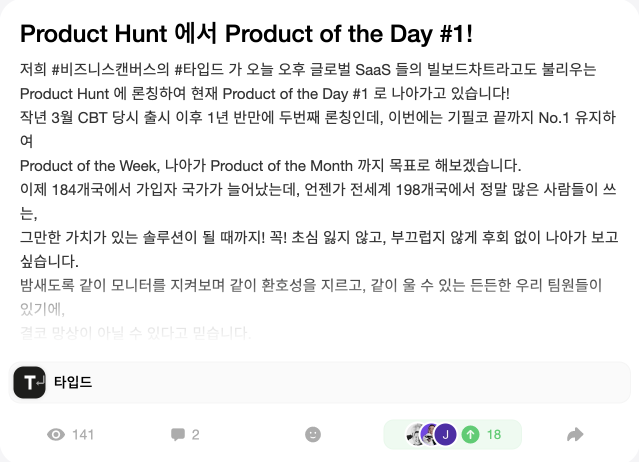 Product Hunt 에서 Product of the Day #1!
저희 #비즈니스캔버스의 #타입드 가 오늘 오후 글로벌 SaaS 들의 빌보드차트라고도 불리우는
Product Hunt 에 론칭하여 현재 Product of the Day #1 로 나아가고 있습니다!
작년 3월 CBT 당시 출시 이후 1년 반만에 두번째 론칭인데, 이번에는 기필코 끝까지 No.1 유지하
여
Product of the Week, 나아가 Product of the Month 까지 목표로 해보겠습니다.
이제 184개국에서 가입자 국가가 늘어났는데, 언젠가 전세계 198개국에서 정말 많은 사람들이 쓰
는,
그만한 가치가 있는 솔루션이 될 때까지! 꼭! 초심 잃지 않고, 부끄럽지 않게 후회 없이 나아가 보고
싶습니다.
밤새도록 같이 모니터를 지켜보며 같이 환호성을 지르고, 같이 울 수 있는 든든한 우리 팀원들이
있기에,
결코 망상이 아닐 수 있다고 믿습니다.
T 타입드
141 2 J 18